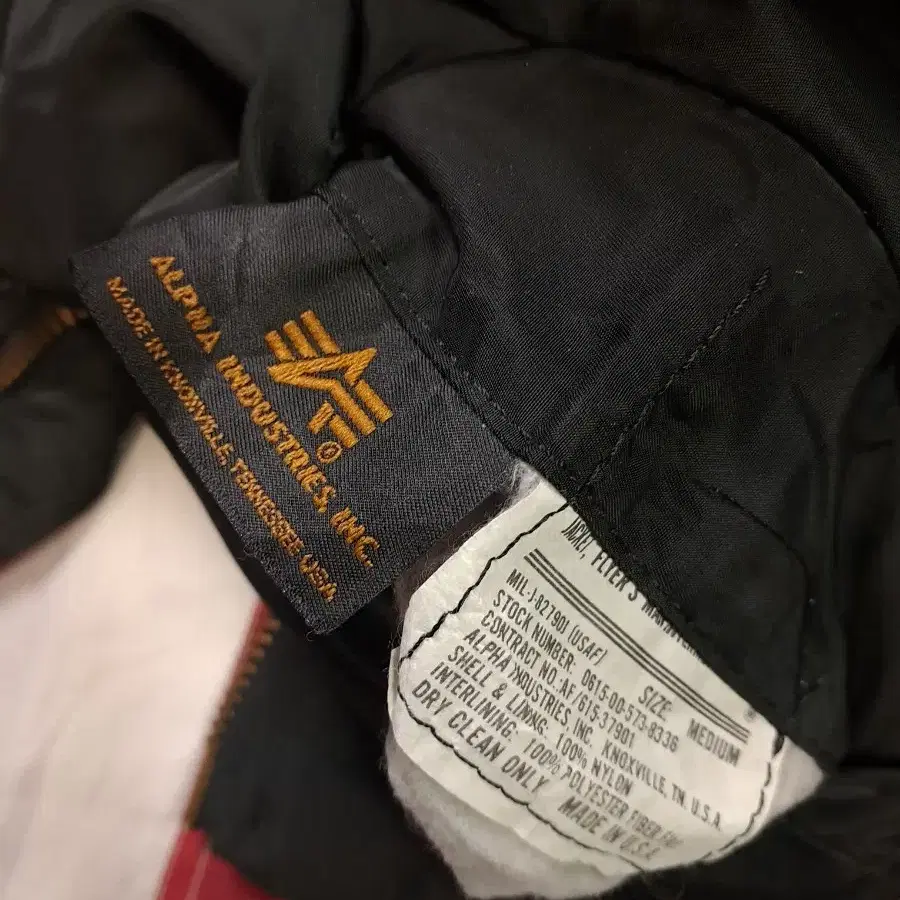 ALPHA INDUSTRIES, INC.
MADE IN KNOXVILLE, TENNESSEE USA
JACKET, FLYER'S
MIL-J-82790J (USAF)
SIZE: MEDIUM
STOCK NUMBER: 0615-00-573-8336
CONTRACT NO: AF/615-37901
ALPHA INDUSTRIES, INC. KNOXVILLE, TN. U.S.A.
SHELL & LINING: 100% NYLON
INTERLINING: 100% POLYESTER FIBER
DRY CLEAN ONLY MADE IN U.S.A.